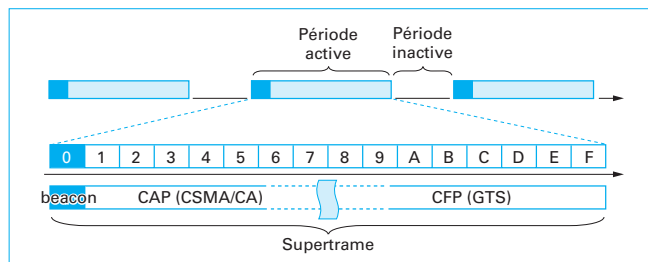 Période active
Période inactive
0 1 2 3 4 5 6 7 8 9 A B C D E F
beacon CAP (CSMA/CA) CFP (GTS)
Supertrame